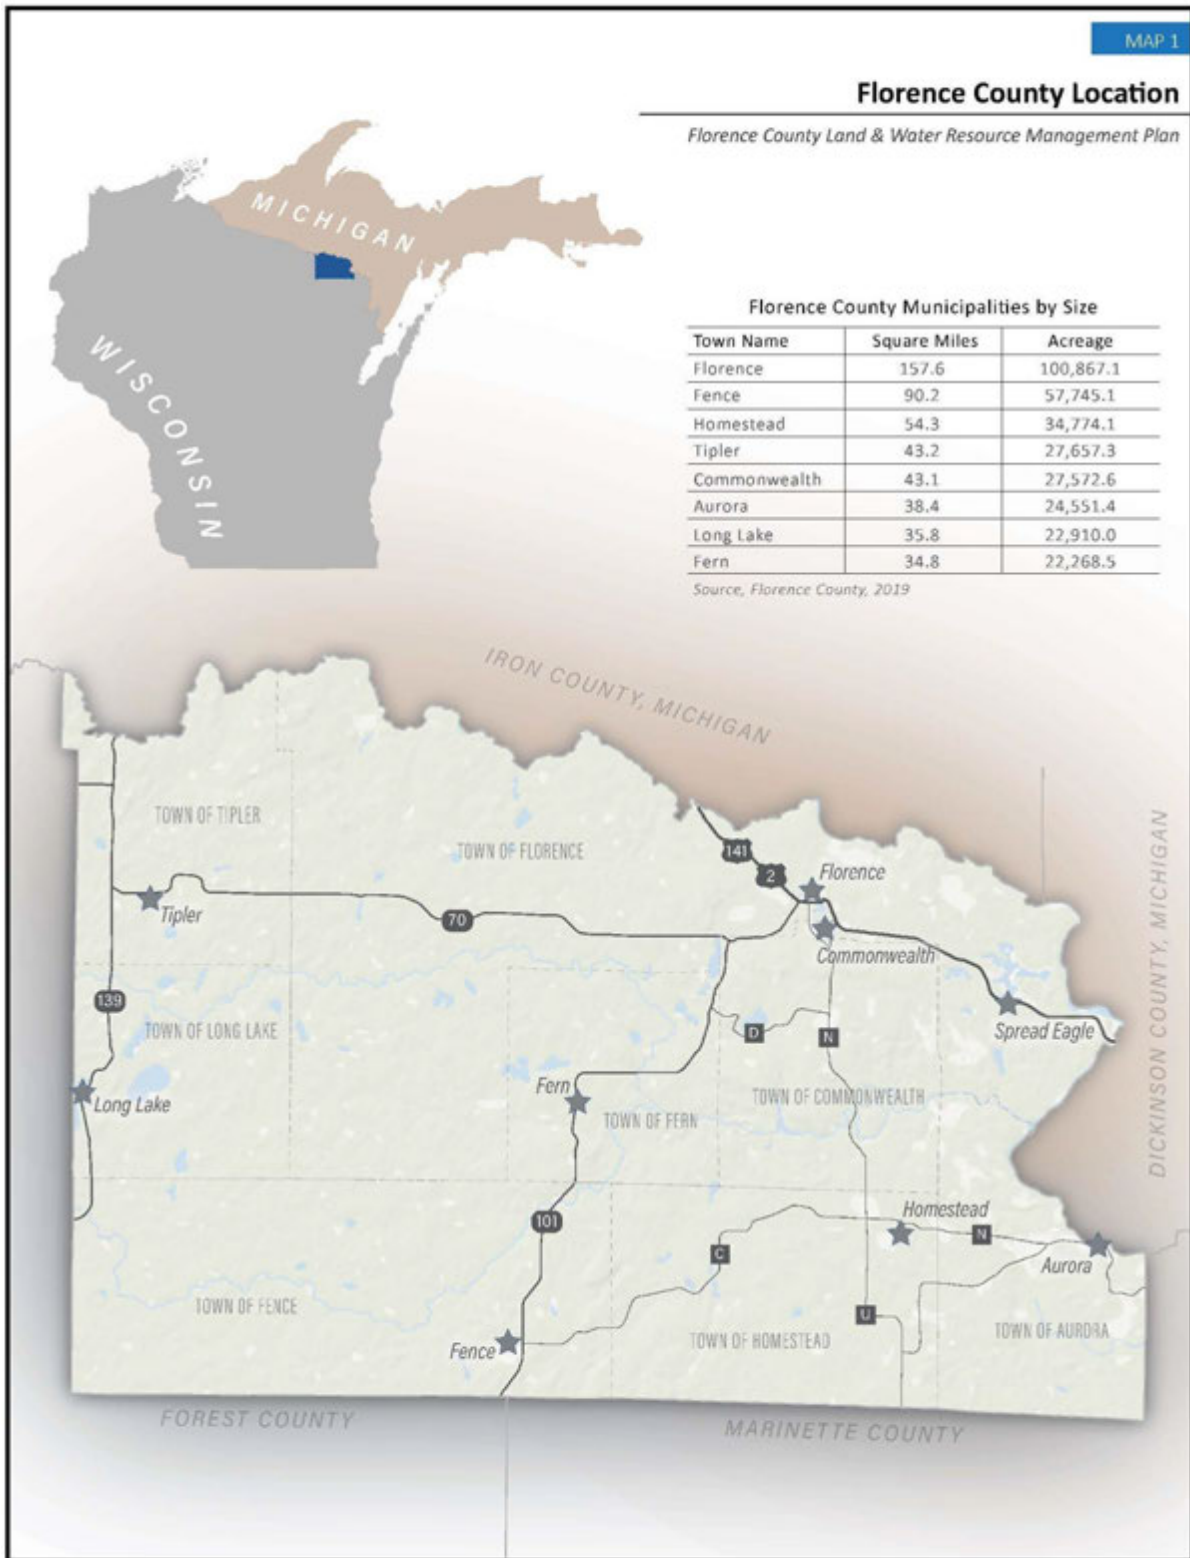 MAP 1
Florence County Location
Florence County Land & Water Resource Management Plan
MICHIGAN
WISCONSIN
Florence County Municipalities by Size
Town Name Square Miles Acreage
Florence 157.6 100,867.1
Fence 90.2 57,745.1
Homestead 54.3 34,774.1
Tipler 43.2 27,657.3
Commonwealth 43.1 27,572.6
Aurora 38.4 24,551.4
Long Lake 35.8 22,910.0
Fern 34.8 22,268.5
Source, Florence County, 2019
IRON COUNTY, MICHIGAN
DICKINSON COUNTY, MICHIGAN
TOWN OF TIPLER
TOWN OF FLORENCE
141
2
Florence
Tipler
70
Commonwealth
139
TOWN OF LONG LAKE
D
N
Spread Eagle
Long Lake
Fern
TOWN OF FERN
TOWN OF COMMONWEALTH
101
Homestead
C
N
Aurora
TOWN OF FENCE
U
Fence
TOWN OF HOMESTEAD
TOWN OF AURORA
FOREST COUNTY
MARINETTE COUNTY